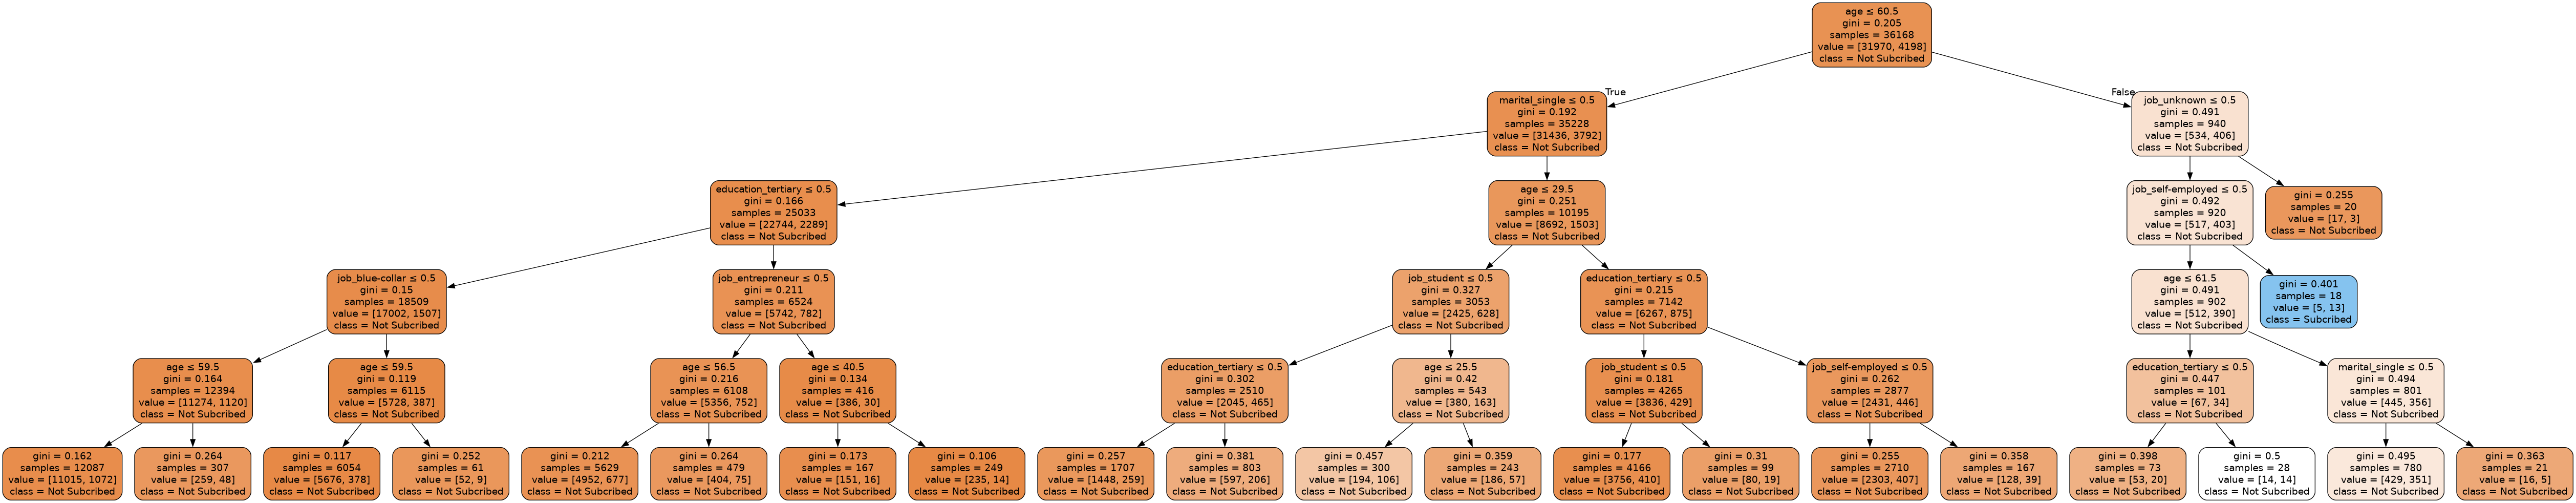 age ≤ 60.5
gini = 0.205
samples = 36168
value = [31970, 4198]
class = Not Subcribed
True
False
marital_single ≤ 0.5
gini = 0.192
samples = 35228
value = [31436, 3792]
class = Not Subcribed
job_unknown ≤ 0.5
gini = 0.491
samples = 940
value = [534, 406]
class = Not Subcribed
education_tertiary ≤ 0.5
gini = 0.166
samples = 25033
value = [22744, 2289]
class = Not Subcribed
age ≤ 29.5
gini = 0.251
samples = 10195
value = [8692, 1503]
class = Not Subcribed
job_self-employed ≤ 0.5
gini = 0.492
samples = 920
value = [517, 403]
class = Not Subcribed
gini = 0.255
samples = 20
value = [17, 3]
class = Not Subcribed
job_blue-collar ≤ 0.5
gini = 0.15
samples = 18509
value = [17002, 1507]
class = Not Subcribed
job_entrepreneur ≤ 0.5
gini = 0.211
samples = 6524
value = [5742, 782]
class = Not Subcribed
job_student ≤ 0.5
gini = 0.327
samples = 3053
value = [2425, 628]
class = Not Subcribed
education_tertiary ≤ 0.5
gini = 0.215
samples = 7142
value = [6267, 875]
class = Not Subcribed
age ≤ 61.5
gini = 0.491
samples = 902
value = [512, 390]
class = Not Subcribed
gini = 0.401
samples = 18
value = [5, 13]
class = Subcribed
age ≤ 59.5
gini = 0.164
samples = 12394
value = [11274, 1120]
class = Not Subcribed
age ≤ 59.5
gini = 0.119
samples = 6115
value = [5728, 387]
class = Not Subcribed
age ≤ 56.5
gini = 0.216
samples = 6108
value = [5356, 752]
class = Not Subcribed
age ≤ 40.5
gini = 0.134
samples = 416
value = [386, 30]
class = Not Subcribed
education_tertiary ≤ 0.5
gini = 0.302
samples = 2510
value = [2045, 465]
class = Not Subcribed
age ≤ 25.5
gini = 0.42
samples = 543
value = [380, 163]
class = Not Subcribed
job_student ≤ 0.5
gini = 0.181
samples = 4265
value = [3836, 429]
class = Not Subcribed
job_self-employed ≤ 0.5
gini = 0.262
samples = 2877
value = [2431, 446]
class = Not Subcribed
education_tertiary ≤ 0.5
gini = 0.447
samples = 101
value = [67, 34]
class = Not Subcribed
marital_single ≤ 0.5
gini = 0.494
samples = 801
value = [445, 356]
class = Not Subcribed
gini = 0.162
samples = 12087
value = [11015, 1072]
class = Not Subcribed
gini = 0.264
samples = 307
value = [259, 48]
class = Not Subcribed
gini = 0.117
samples = 6054
value = [5676, 378]
class = Not Subcribed
gini = 0.252
samples = 61
value = [52, 9]
class = Not Subcribed
gini = 0.212
samples = 5629
value = [4952, 677]
class = Not Subcribed
gini = 0.264
samples = 479
value = [404, 75]
class = Not Subcribed
gini = 0.173
samples = 167
value = [151, 16]
class = Not Subcribed
gini = 0.106
samples = 249
value = [235, 14]
class = Not Subcribed
gini = 0.257
samples = 1707
value = [1448, 259]
class = Not Subcribed
gini = 0.381
samples = 803
value = [597, 206]
class = Not Subcribed
gini = 0.457
samples = 300
value = [194, 106]
class = Not Subcribed
gini = 0.359
samples = 243
value = [186, 57]
class = Not Subcribed
gini = 0.177
samples = 4166
value = [3756, 410]
class = Not Subcribed
gini = 0.31
samples = 99
value = [80, 19]
class = Not Subcribed
gini = 0.255
samples = 2710
value = [2303, 407]
class = Not Subcribed
gini = 0.358
samples = 167
value = [128, 39]
class = Not Subcribed
gini = 0.398
samples = 73
value = [53, 20]
class = Not Subcribed
gini = 0.5
samples = 28
value = [14, 14]
class = Not Subcribed
gini = 0.495
samples = 780
value = [429, 351]
class = Not Subcribed
gini = 0.363
samples = 21
value = [16, 5]
class = Not Subcribed